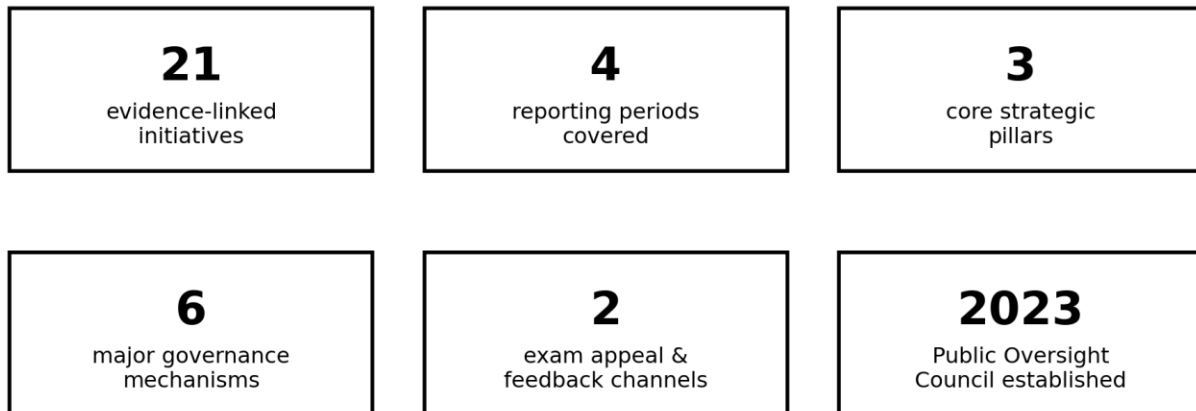 21
evidence-linked
initiatives
4
reporting periods
covered
3
core strategic
pillars
6
major governance
mechanisms
2
exam appeal &
feedback channels
2023
Public Oversight
Council established